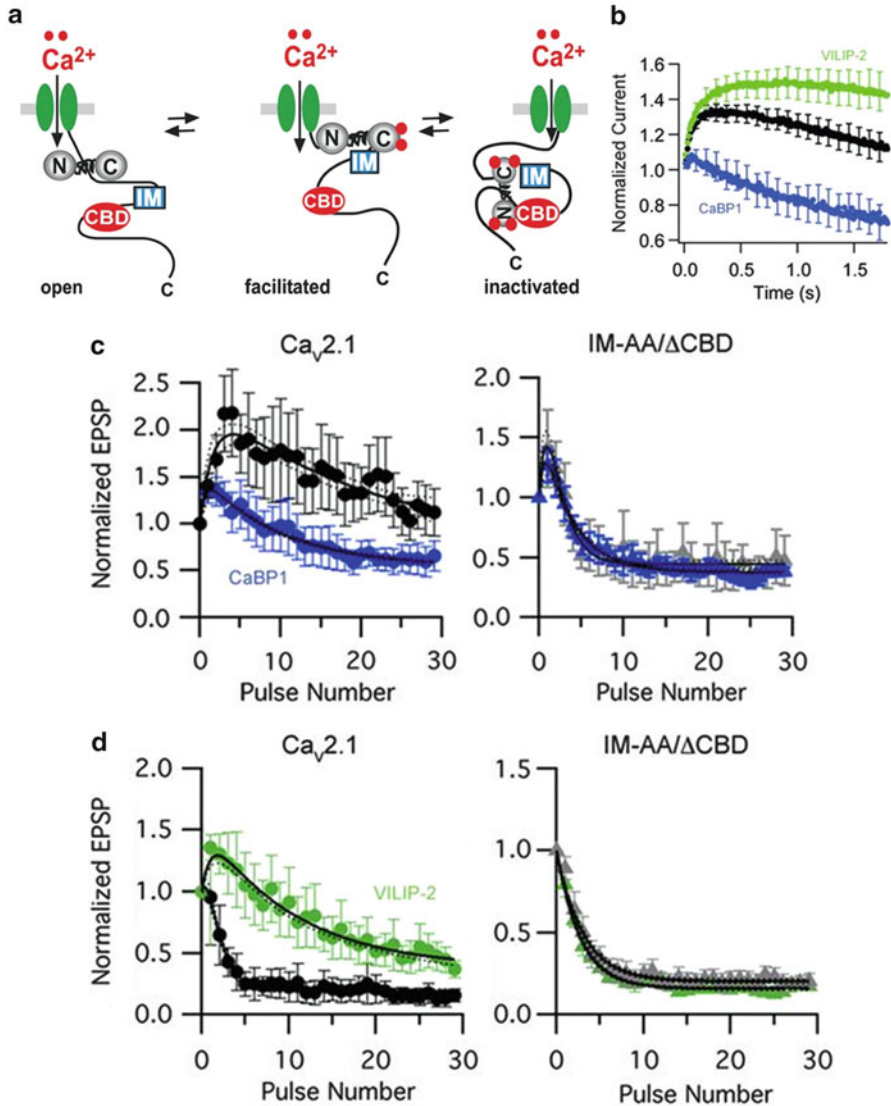 a
Ca2+
Ca2+
Ca2+
N
C
IM
CBD
C
open
N
C
IM
CBD
C
facilitated
C
IM
N
CBD
C
inactivated
b
VILIP-2
CaBP1
Normalized Current
1.6
1.4
1.2
1.0
0.8
0.6
0.0
0.5
1.0
1.5
Time (s)
c
CaV2.1
Normalized EPSP
2.5
2.0
1.5
1.0
0.5
0.0
CaBP1
0
10
20
30
Pulse Number
IM-AA/ΔCBD
2.0
1.5
1.0
0.5
0.0
0
10
20
30
Pulse Number
d
CaV2.1
Normalized EPSP
2.0
1.5
1.0
0.5
0.0
VILIP-2
0
10
20
30
Pulse Number
IM-AA/ΔCBD
1.5
1.0
0.5
0.0
0
10
20
30
Pulse Number